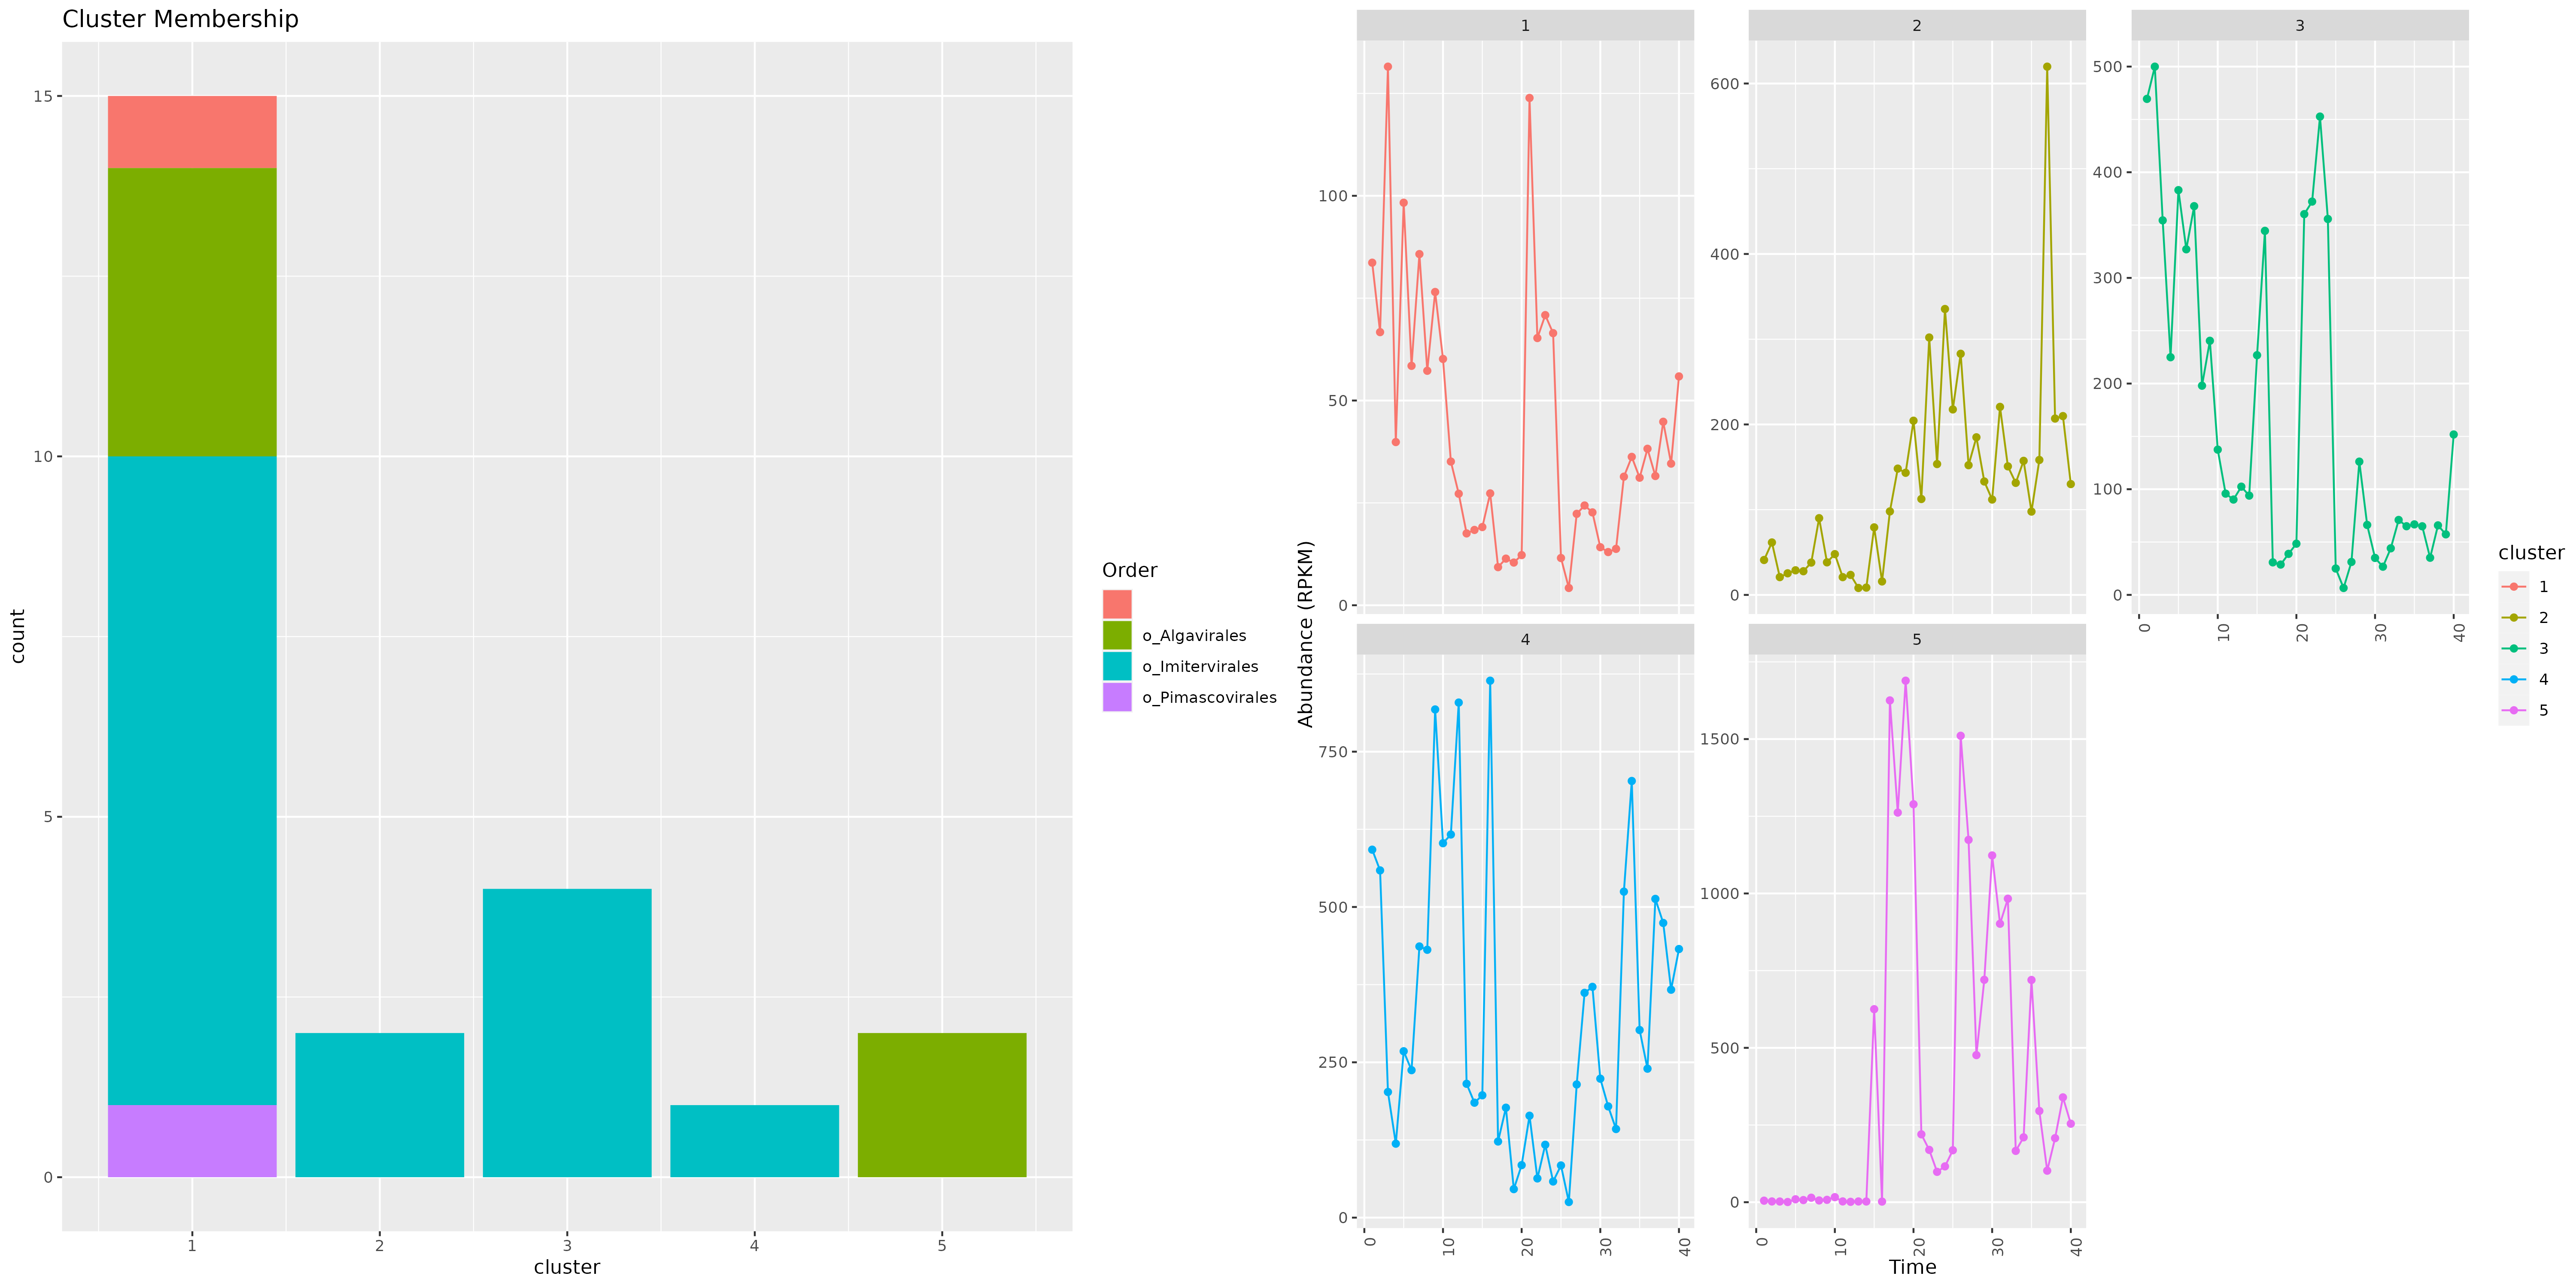 Cluster Membership
count
15
10
5
0
1 2 3 4 5
cluster
Order
o_Algavirales
o_Imitervirales
o_Pimascovirales
Abundance (RPKM)
1
100
50
0
2
600
400
200
0
3
500
400
300
200
100
0
0 10 20 30 40
4
750
500
250
0
0 10 20 30 40
5
1500
1000
500
0
0 10 20 30 40
Time
cluster
1
2
3
4
5